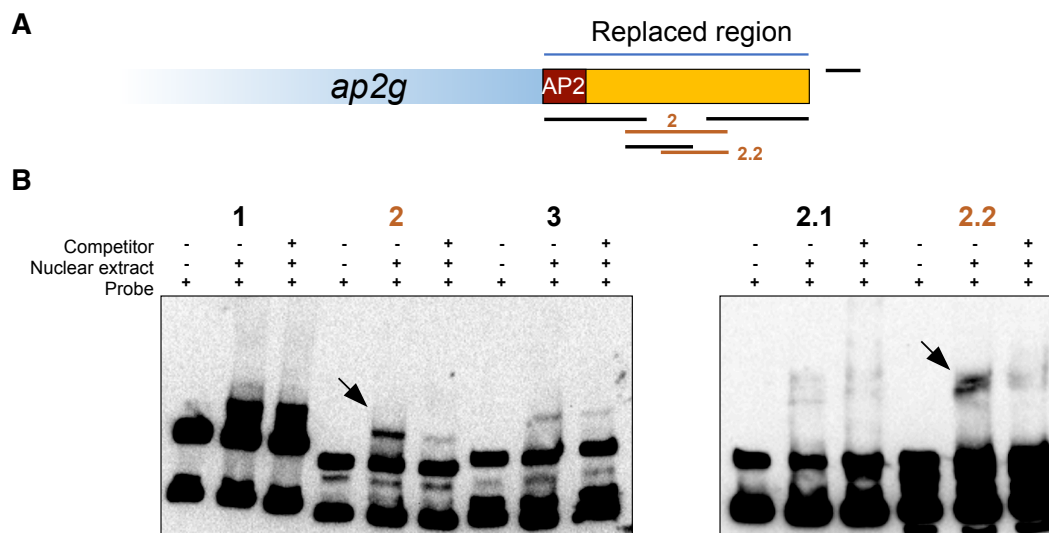 A
Replaced region
ap2g
AP2
2
2.2
B
1 2 3 2.1 2.2
Competitor - - + - - + - - + - - + - - +
Nuclear extract - + + - + + - + + - + + - + +
Probe + + + + + + + + + + + + + + +